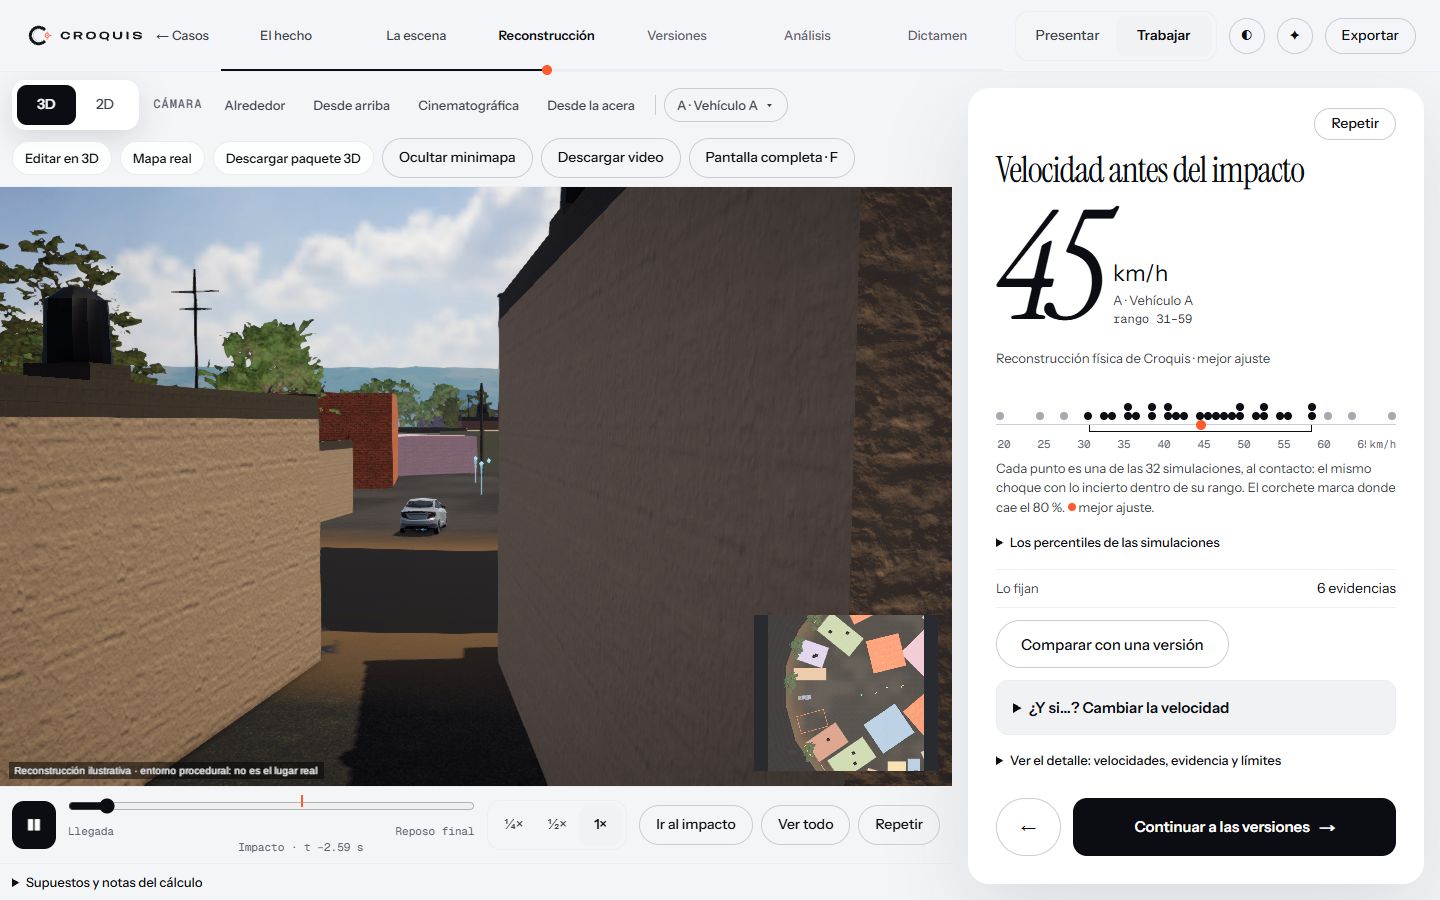 CROQUIS
← Casos
El hecho
La escena
Reconstrucción
Versiones
Análisis
Dictamen
Presentar
Trabajar
Exportar
3D
2D
CÁMARA
Alrededor
Desde arriba
Cinematográfica
Desde la acera
A · Vehículo A
Editar en 3D
Mapa real
Descargar paquete 3D
Ocultar minimapa
Descargar video
Pantalla completa · F
Reconstrucción ilustrativa - entorno procedural: no es el lugar real
Llegada
Reposo final
Impacto · t −2.59 s
¼×
½×
1×
Ir al impacto
Ver todo
Repetir
Supuestos y notas del cálculo
Repetir
Velocidad antes del impacto
45
km/h
A · Vehículo A
rango 31–59
Reconstrucción física de Croquis · mejor ajuste
20 25 30 35 40 45 50 55 60 km/h
Cada punto es una de las 32 simulaciones, al contacto: el mismo
choque con lo incierto dentro de su rango. El corchete marca donde
cae el 80 %. mejor ajuste.
Los percentiles de las simulaciones
Lo fijan
6 evidencias
Comparar con una versión
¿Y si…? Cambiar la velocidad
Ver el detalle: velocidades, evidencia y límites
←
Continuar a las versiones →